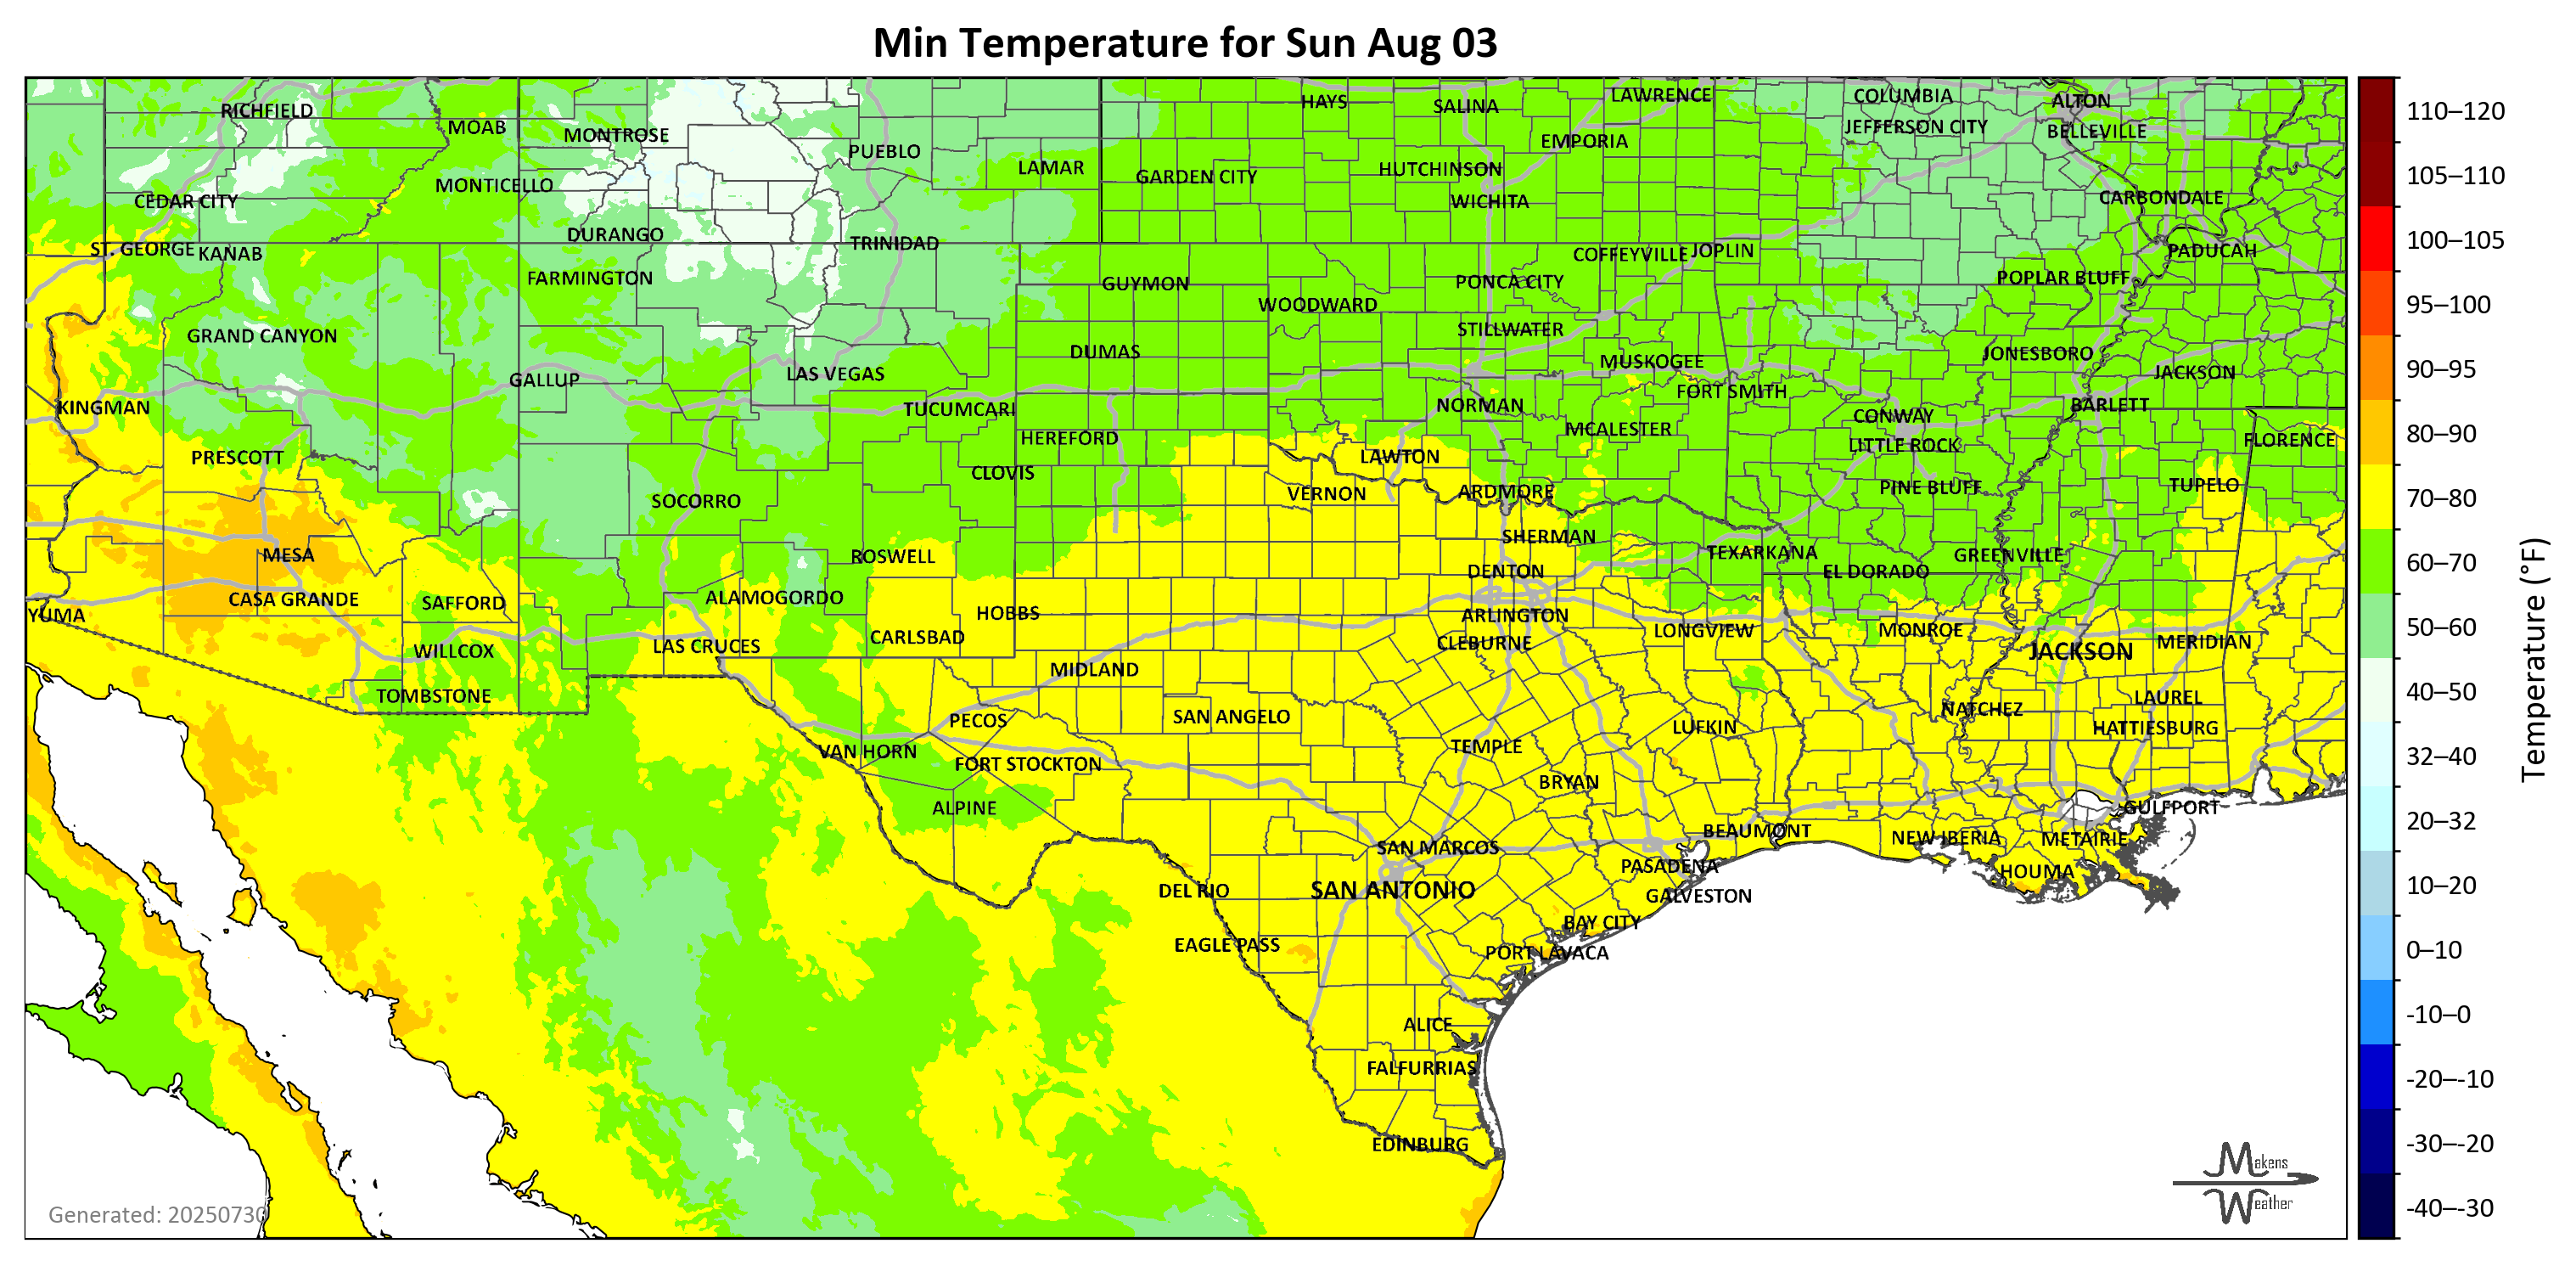 Min Temperature for Sun Aug 03
RICHFIELD
MOAB
MONTROSE
PUEBLO
LAMAR
HAYS
SALINA
LAWRENCE
COLUMBIA
ALTON
JEFFERSON CITY
BELLEVILLE
EMPORIA
HUTCHINSON
GARDEN CITY
WICHITA
MONTICELLO
CEDAR CITY
CARBONDALE
DURANGO
TRINIDAD
ST. GEORGE
KANAB
COFFEYVILLE
JOPLIN
PADUCAH
FARMINGTON
GUYMON
PONCA CITY
POPLAR BLUFF
WOODWARD
GRAND CANYON
STILLWATER
DUMAS
MUSKOGEE
JONESBORO
GALLUP
LAS VEGAS
FORT SMITH
JACKSON
KINGMAN
TUCUMCARI
NORMAN
CONWAY
BARLETT
HEREFORD
MCALESTER
LITTLE ROCK
FLORENCE
PRESCOTT
CLOVIS
LAWTON
SOCORRO
VERNON
ARDMORE
PINE BLUFF
TUPELO
MESA
ROSWELL
SHERMAN
TEXARKANA
GREENVILLE
DENTON
EL DORADO
YUMA
CASA GRANDE
SAFFORD
ALAMOGORDO
HOBBS
ARLINGTON
CARLSBAD
CLEBURNE
LONGVIEW
MONROE
MERIDIAN
WILLCOX
LAS CRUCES
MIDLAND
JACKSON
TOMBSTONE
LAUREL
PECOS
SAN ANGELO
NATCHEZ
LUFKIN
HATTIESBURG
VAN HORN
FORT STOCKTON
TEMPLE
BRYAN
ALPINE
GULFPORT
BEAUMONT
NEW IBERIA
METAIRIE
SAN MARCOS
PASADENA
HOUMA
DEL RIO
SAN ANTONIO
GALVESTON
BAY CITY
EAGLE PASS
PORT LAVACA
ALICE
FALFURRIAS
EDINBURG
Generated: 20250730
Makens
Weather
110–120
105–110
100–105
95–100
90–95
80–90
70–80
60–70
50–60
40–50
32–40
20–32
10–20
0–10
-10–0
-20–-10
-30–-20
-40–-30
Temperature (°F)